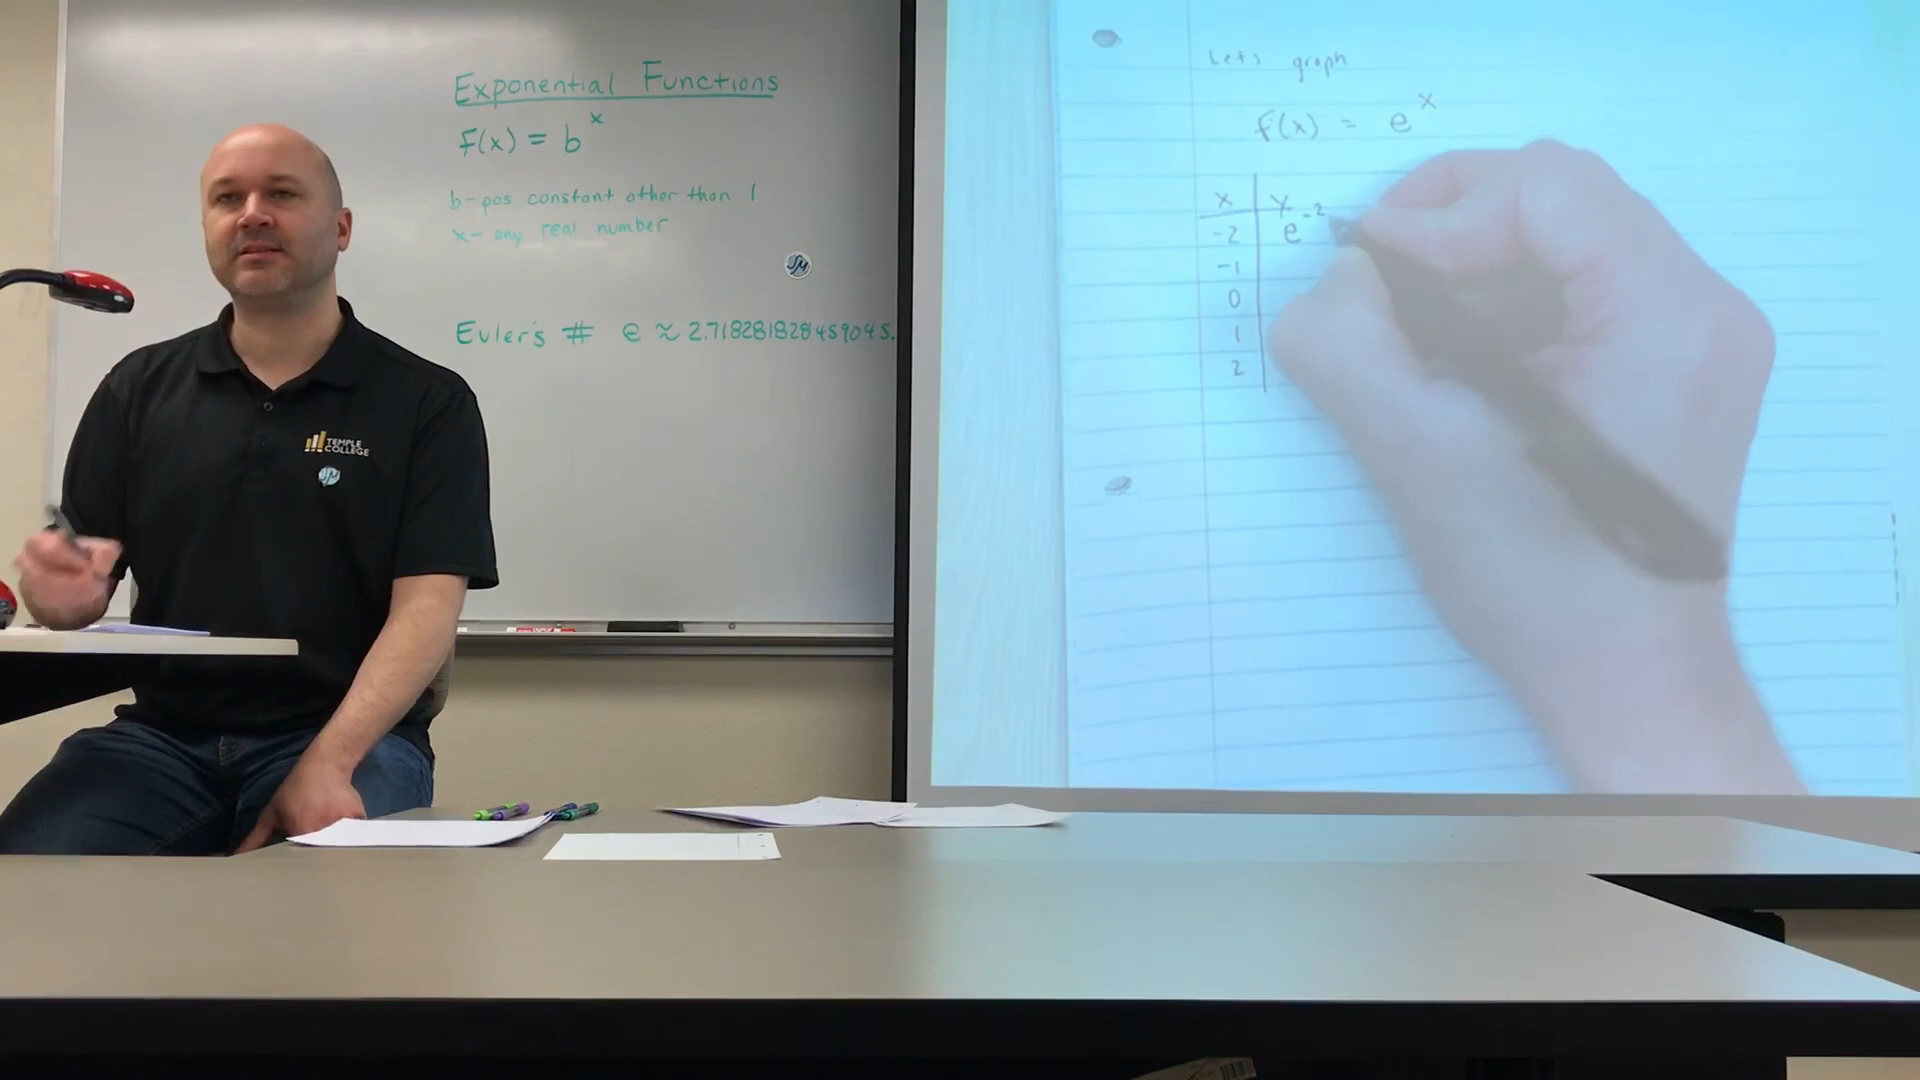 Exponential Functions
f(x) = b^x
b- pos constant other than 1
x- any real number
Euler's # e ≈ 2.718281828459045.
TEMPLE
COLLEGE
Let's graph
f(x) = e^x
x y
-2 e^-2
-1
0
1
2